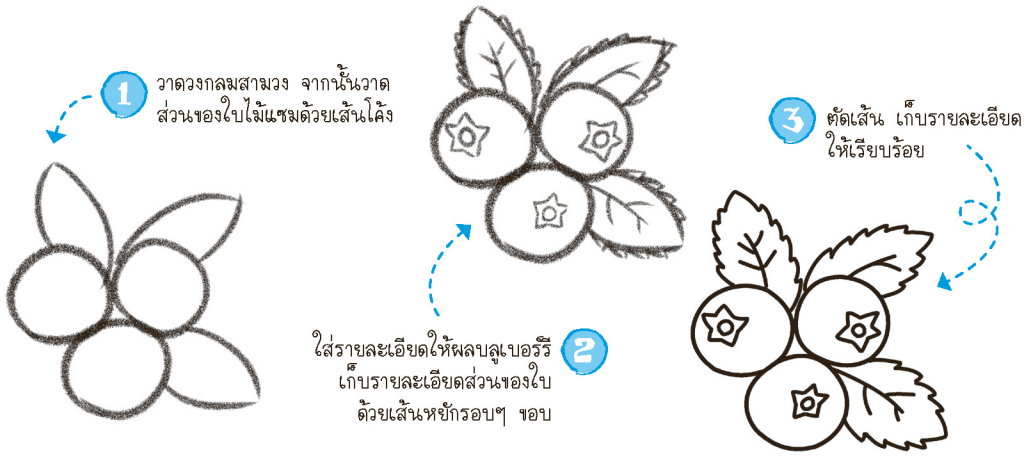 1
วาดวงกลมสามวง จากนั้นวาด
ส่วนของใบไม้แซมด้วยเส้นโค้ง
2
ใส่รายละเอียดให้ผลบลูเบอร์รี
เก็บรายละเอียดส่วนของใบ
ด้วยเส้นหยักรอบๆ ขอบ
3
ตัดเส้น เก็บรายละเอียด
ให้เรียบร้อย